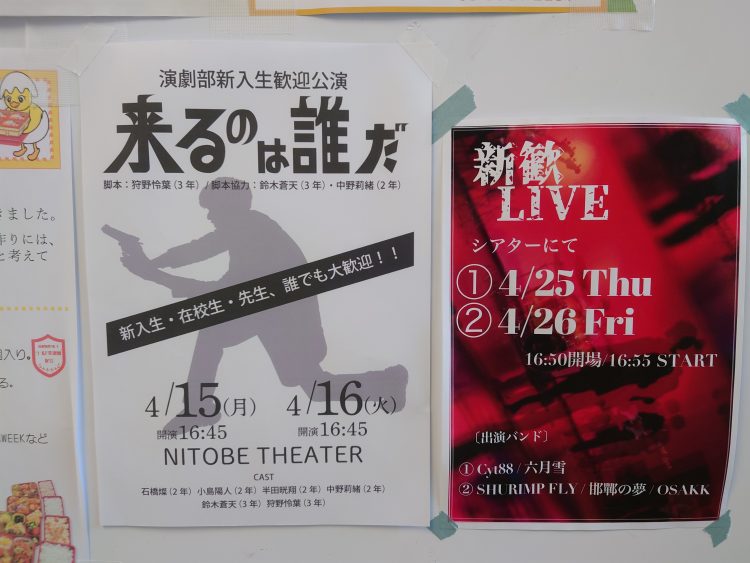 きました。
作りには、
と考えて
個入り。
る。
WEEKなど
演劇部新入生歓迎公演
来るのは誰だ
脚本：狩野怜葉(3年) / 脚本協力：鈴木蒼天(3年)・中野莉緒(2年)
新入生・在校生・先生、誰でも大歓迎！！
4/15(月) 4/16(火)
開演16:45 開演16:45
NITOBE THEATER
CAST
石橋燦(2年) 小島陽人(2年) 半田晄翔(2年) 中野莉緒(2年)
鈴木蒼天(3年) 狩野怜葉(3年)
新歓
LIVE
シアターにて
① 4/25 Thu
② 4/26 Fri
16:50開場/16:55 START
〔出演バンド〕
① Cyt88 / 六月雪
② SHURIMP FLY / 邯鄲の夢 / OSAKK